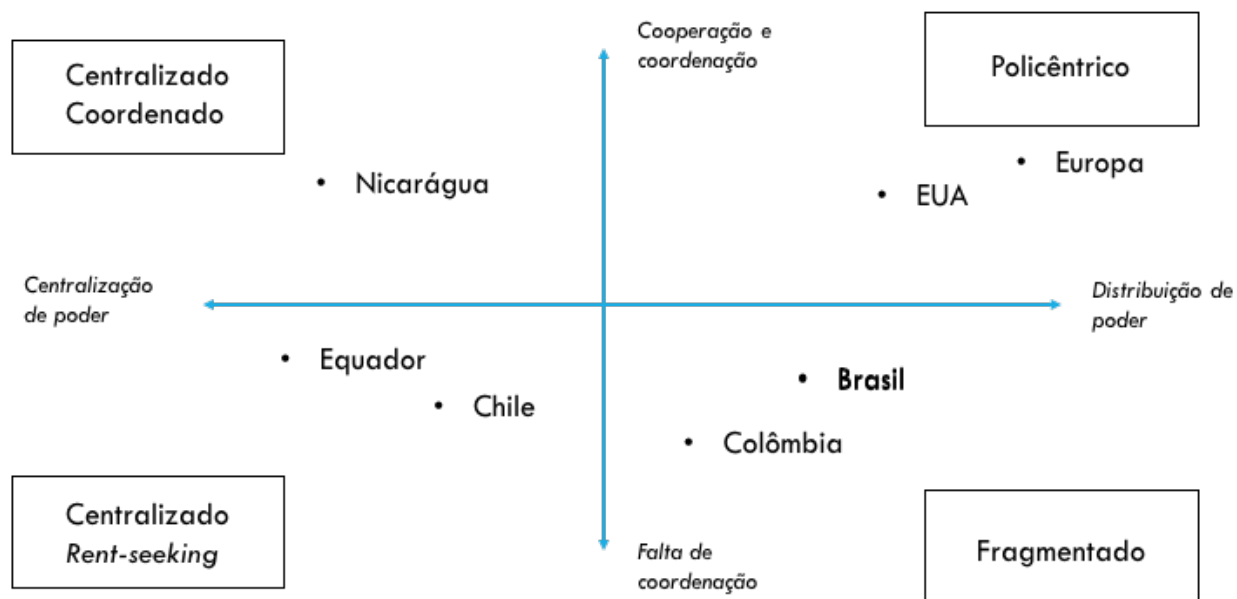 Cooperação e
coordenação
Centralizado
Coordenado
Policêntrico
• Europa
• Nicarágua
• EUA
Centralização
de poder
Distribuição de
poder
• Equador
• Brasil
• Chile
• Colômbia
Centralizado
Rent-seeking
Falta de
coordenação
Fragmentado